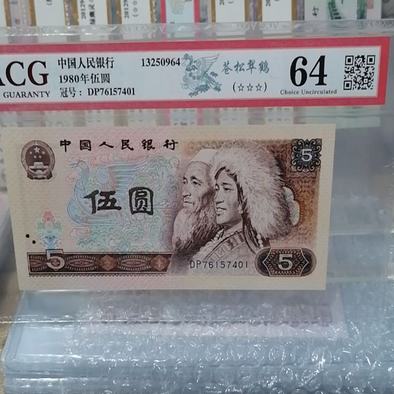 ACG
GUARANTY
中国人民银行
1980年伍圆
冠号: DP76157401
13250964
苍松翠鹤
(☆☆☆)
64
Choice Uncirculated
中国人民银行
5
伍圆
DP76157401
5
5